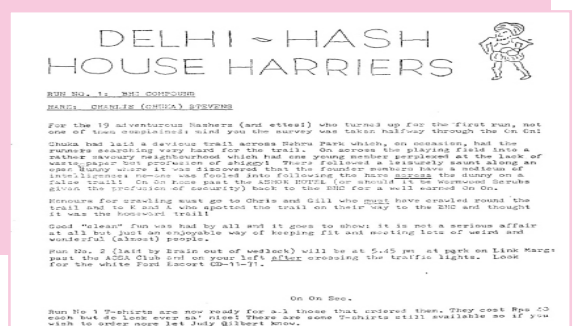 DELHI ~ HASH
HOUSE HARRIERS
RUN NO. 1: BHC COMPOUND
HARE: CHARLIE (CHUKA) STEVENS
For the 19 adventurous Hashers (and ettes!) who turned up for the first run, not
one of them complained; mind you the survey was taken halfway through the On On!
Chuka had laid a devious trail across Nehru Park which, on occasion, had the
runners searching very hard for the trail. On across the playing field into a
rather savoury neighbourhood which had one young member perplexed at the lack of
waste paper but profusion of shiggy! There followed a leisurely saunt along an
open dunny where it was discovered that the founder members have a modicum of
intelligence; no-one was fooled into following the hare across the dunny on a
false trail! On On home past the ASHOK HOTEL (or should it be Wormwood Scrubs
given the profusion of security) back to the BHC for a well earned On On.
Honours for crawling must go to Chris and Gill who must have crawled round the
trail and to K and A who spotted the trail on their way to the BHC and thought
it was the homeward trail!
Good "clean" fun was had by all and it goes to show; it is not a serious affair
at all but just an enjoyable way of keeping fit and meeting lots of weird and
wonderful (almost) people.
Run No. 2 (laid by Brain out of wedlock) will be at 5.45 pm at park on Link Marg:
past the ACSA Club and on your left after crossing the traffic lights. Look
for the white Ford Escort CD-11-71.
On On Sec.
Run No 1 T-shirts are now ready for all those that ordered them. They cost Rps 60
each but do look ever sa' nice! There are some T-shirts still available so if you
wish to order more let Judy Gilbert know.